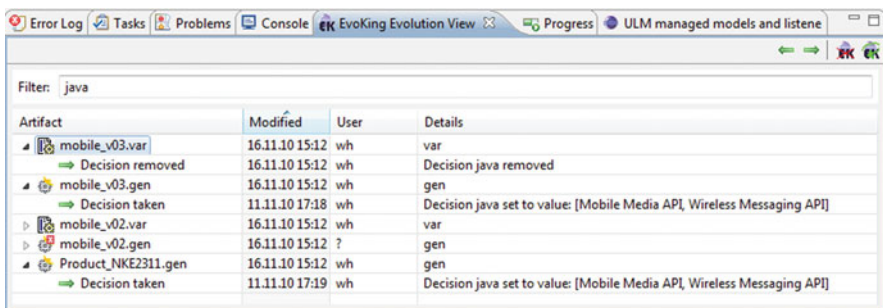 Error Log Tasks Problems Console EK EvoKing Evolution View Progress ULM managed models and listene
EK EK
Filter: java
Artifact Modified User Details
mobile_v03.var 16.11.10 15:12 wh var
Decision removed 16.11.10 15:12 wh Decision java removed
mobile_v03.gen 16.11.10 15:12 wh gen
Decision taken 11.11.10 17:18 wh Decision java set to value: [Mobile Media API, Wireless Messaging API]
mobile_v02.var 16.11.10 15:12 wh var
mobile_v02.gen 16.11.10 15:12 ? gen
Product_NKE2311.gen 16.11.10 15:12 wh gen
Decision taken 11.11.10 17:19 wh Decision java set to value: [Mobile Media API, Wireless Messaging API]